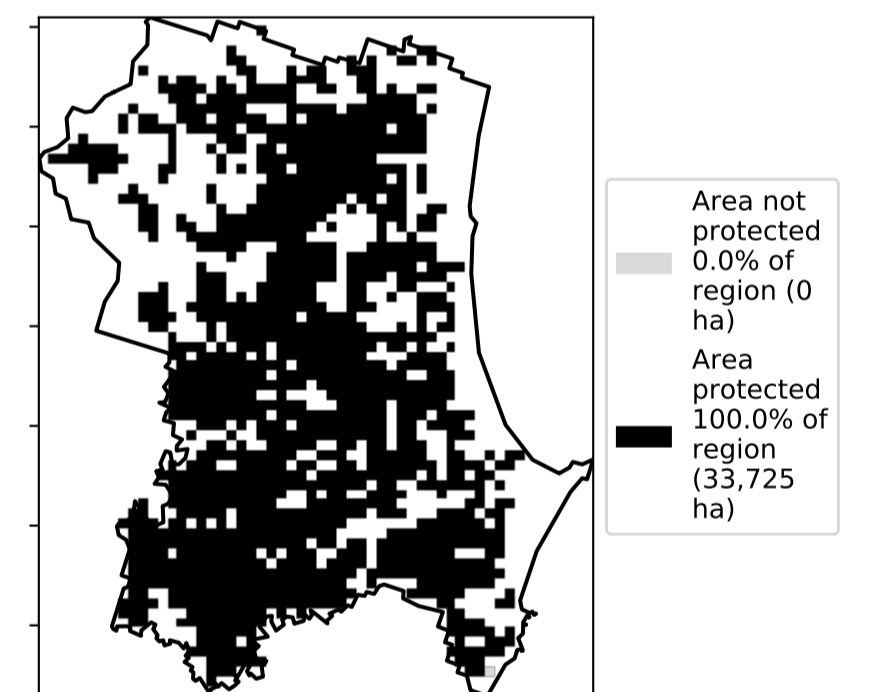 Area not
protected
0.0% of
region (0
ha)
Area
protected
100.0% of
region
(33,725
ha)